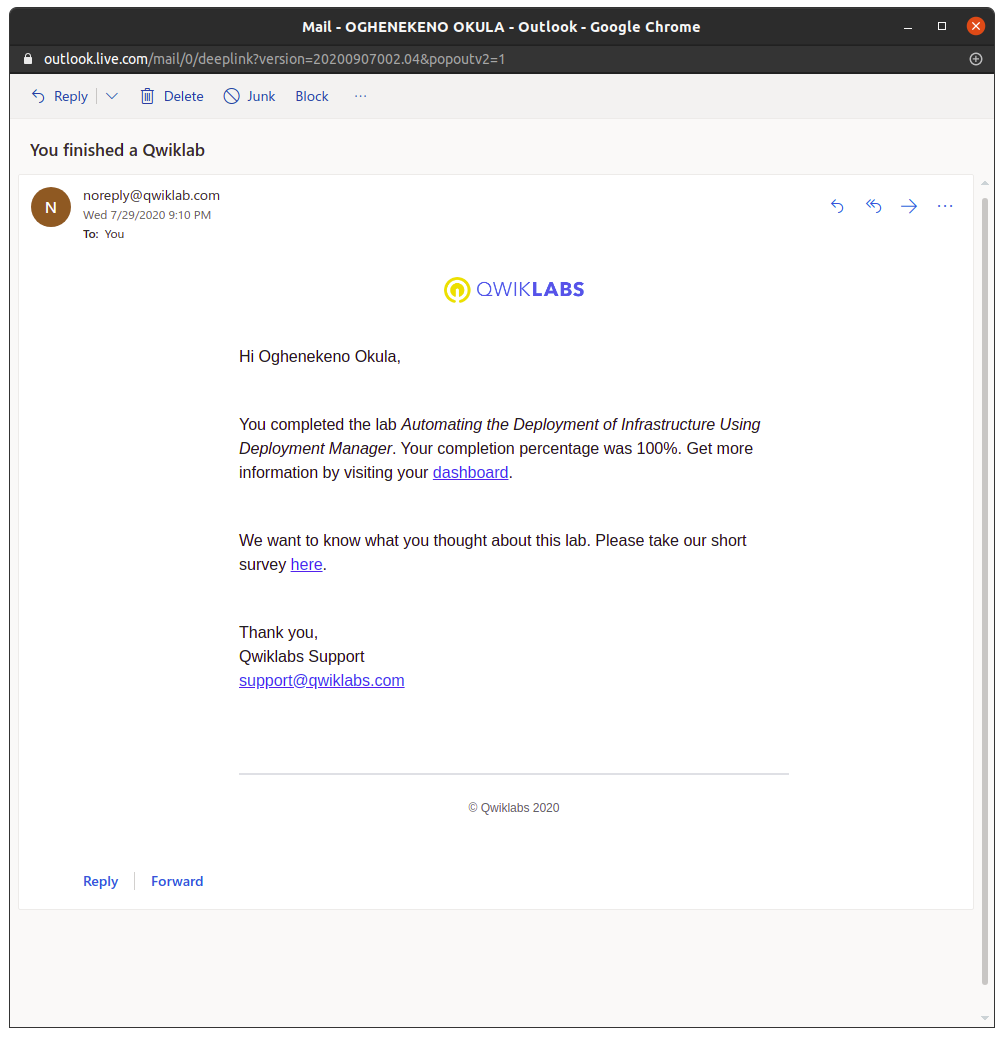 Mail - OGHENEKENO OKULA - Outlook - Google Chrome
outlook.live.com/mail/0/deeplink?version=20200907002.04&popoutv2=1
Reply Delete Junk Block ...
You finished a Qwiklab
N
noreply@qwiklab.com
Wed 7/29/2020 9:10 PM
To: You
QWIKLABS
Hi Oghenekeno Okula,
You completed the lab Automating the Deployment of Infrastructure Using
Deployment Manager. Your completion percentage was 100%. Get more
information by visiting your dashboard.
We want to know what you thought about this lab. Please take our short
survey here.
Thank you,
Qwiklabs Support
support@qwiklabs.com
© Qwiklabs 2020
Reply Forward